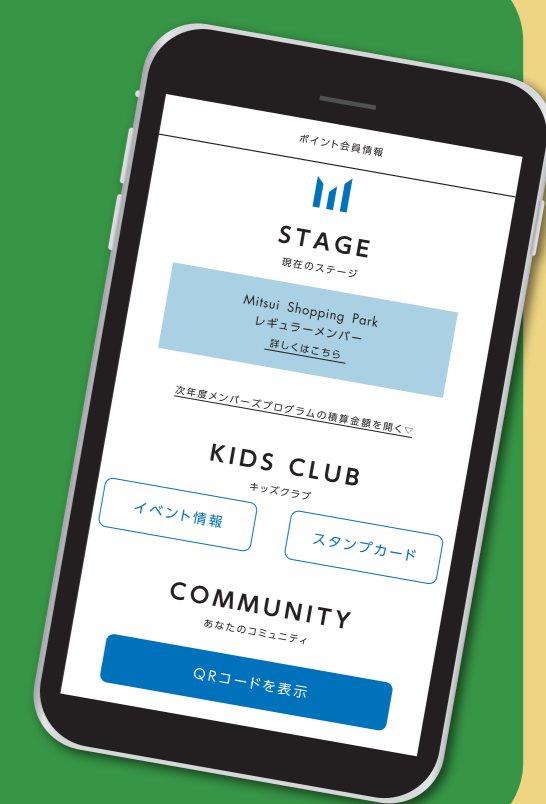 ポイント会員情報
STAGE
現在のステージ
Mitsui Shopping Park
レギュラーメンバー
詳しくはこちら
次年度メンバーズプログラムの積算金額を開く▽
KIDS CLUB
キッズクラブ
イベント情報
スタンプカード
COMMUNITY
あなたのコミュニティ
QRコードを表示